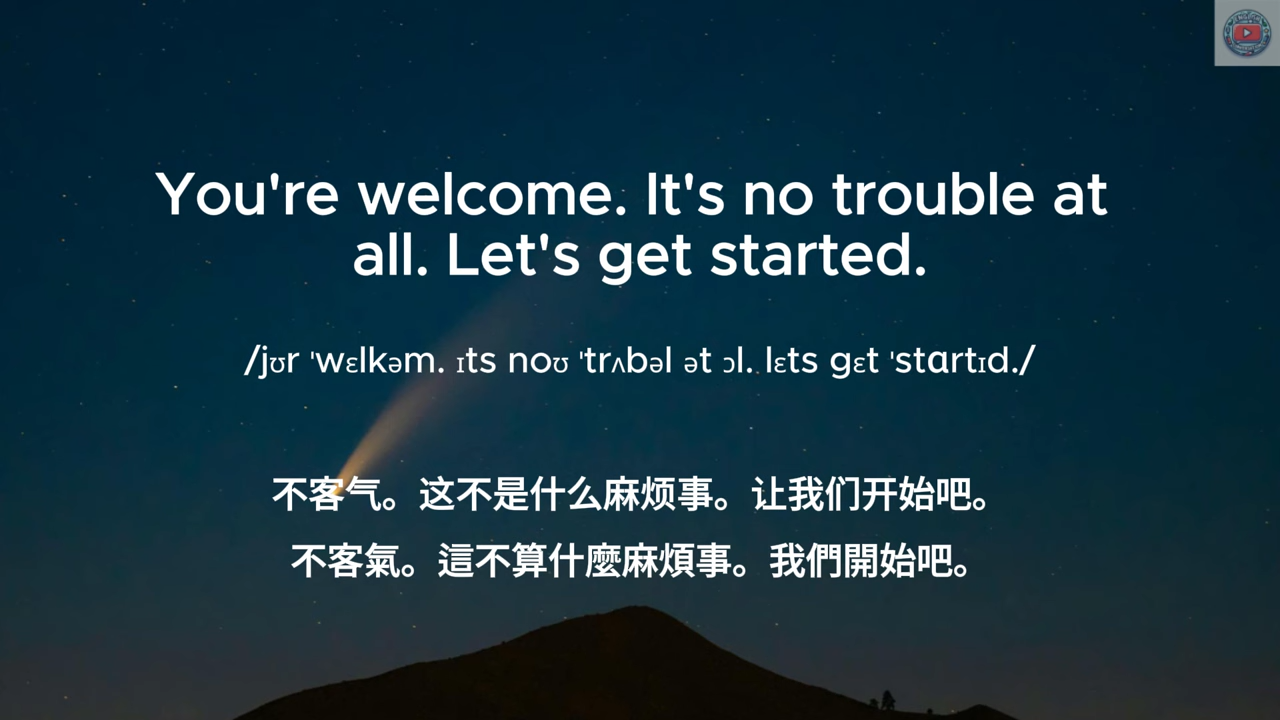 You're welcome. It's no trouble at
all. Let's get started.
/jʊr ˈwɛlkəm. ɪts noʊ ˈtrʌbəl ət ɔl. lɛts gɛt ˈstɑrtɪd./
不客气。这不是什么麻烦事。让我们开始吧。
不客氣。這不算什麼麻煩事。我們開始吧。